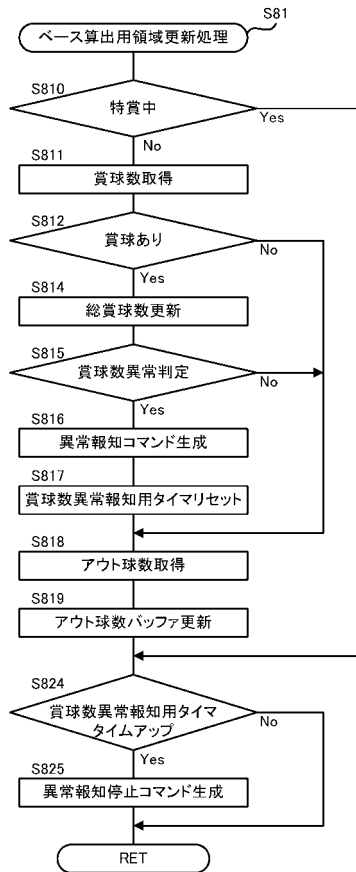 S81
ベース算出用領域更新処理
S810
特賞中
Yes
No
S811
賞球数取得
S812
賞球あり
No
Yes
S814
総賞球数更新
S815
賞球数異常判定
No
Yes
S816
異常報知コマンド生成
S817
賞球数異常報知用タイマリセット
S818
アウト球数取得
S819
アウト球数バッファ更新
S824
賞球数異常報知用タイマ
タイムアップ
No
Yes
S825
異常報知停止コマンド生成
RET